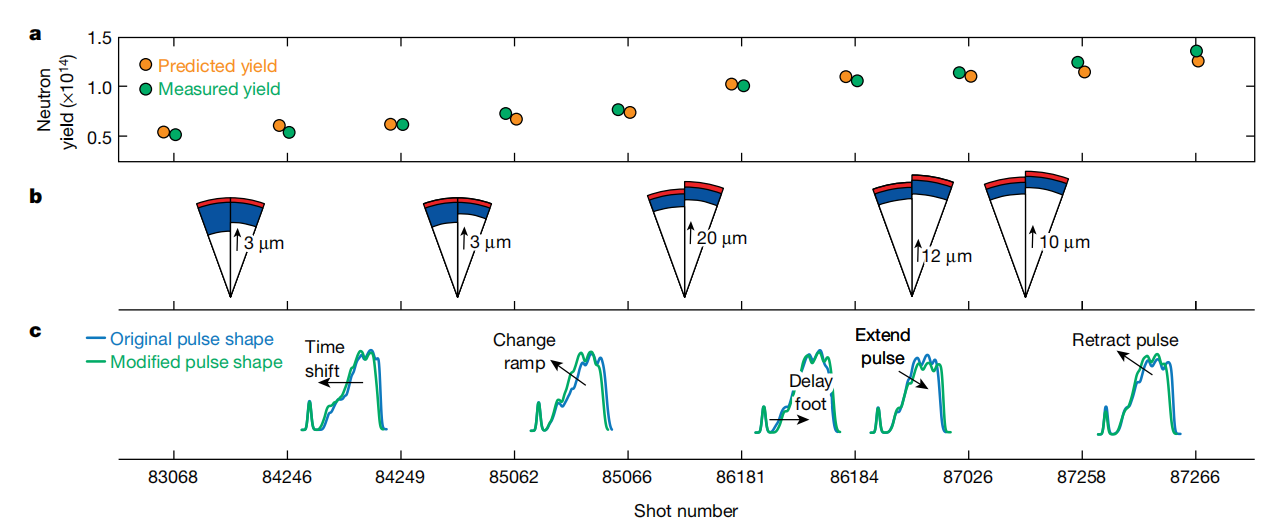 a
1.5
1.0
0.5
Neutron
yield (×10¹⁴)
Predicted yield
Measured yield
b
3 μm
3 μm
20 μm
12 μm
10 μm
c
Original pulse shape
Modified pulse shape
Time
shift
Change
ramp
Delay
foot
Extend
pulse
Retract pulse
83068 84246 84249 85062 85066 86181 86184 87026 87258 87266
Shot number